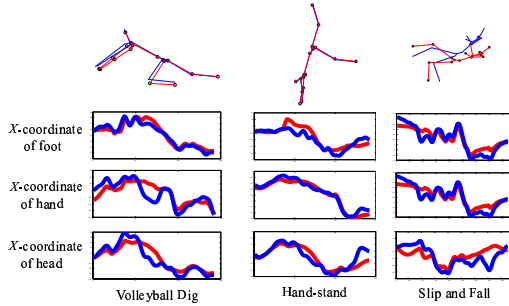 X-coordinate
of foot
X-coordinate
of hand
X-coordinate
of head
Volleyball Dig
Hand-stand
Slip and Fall